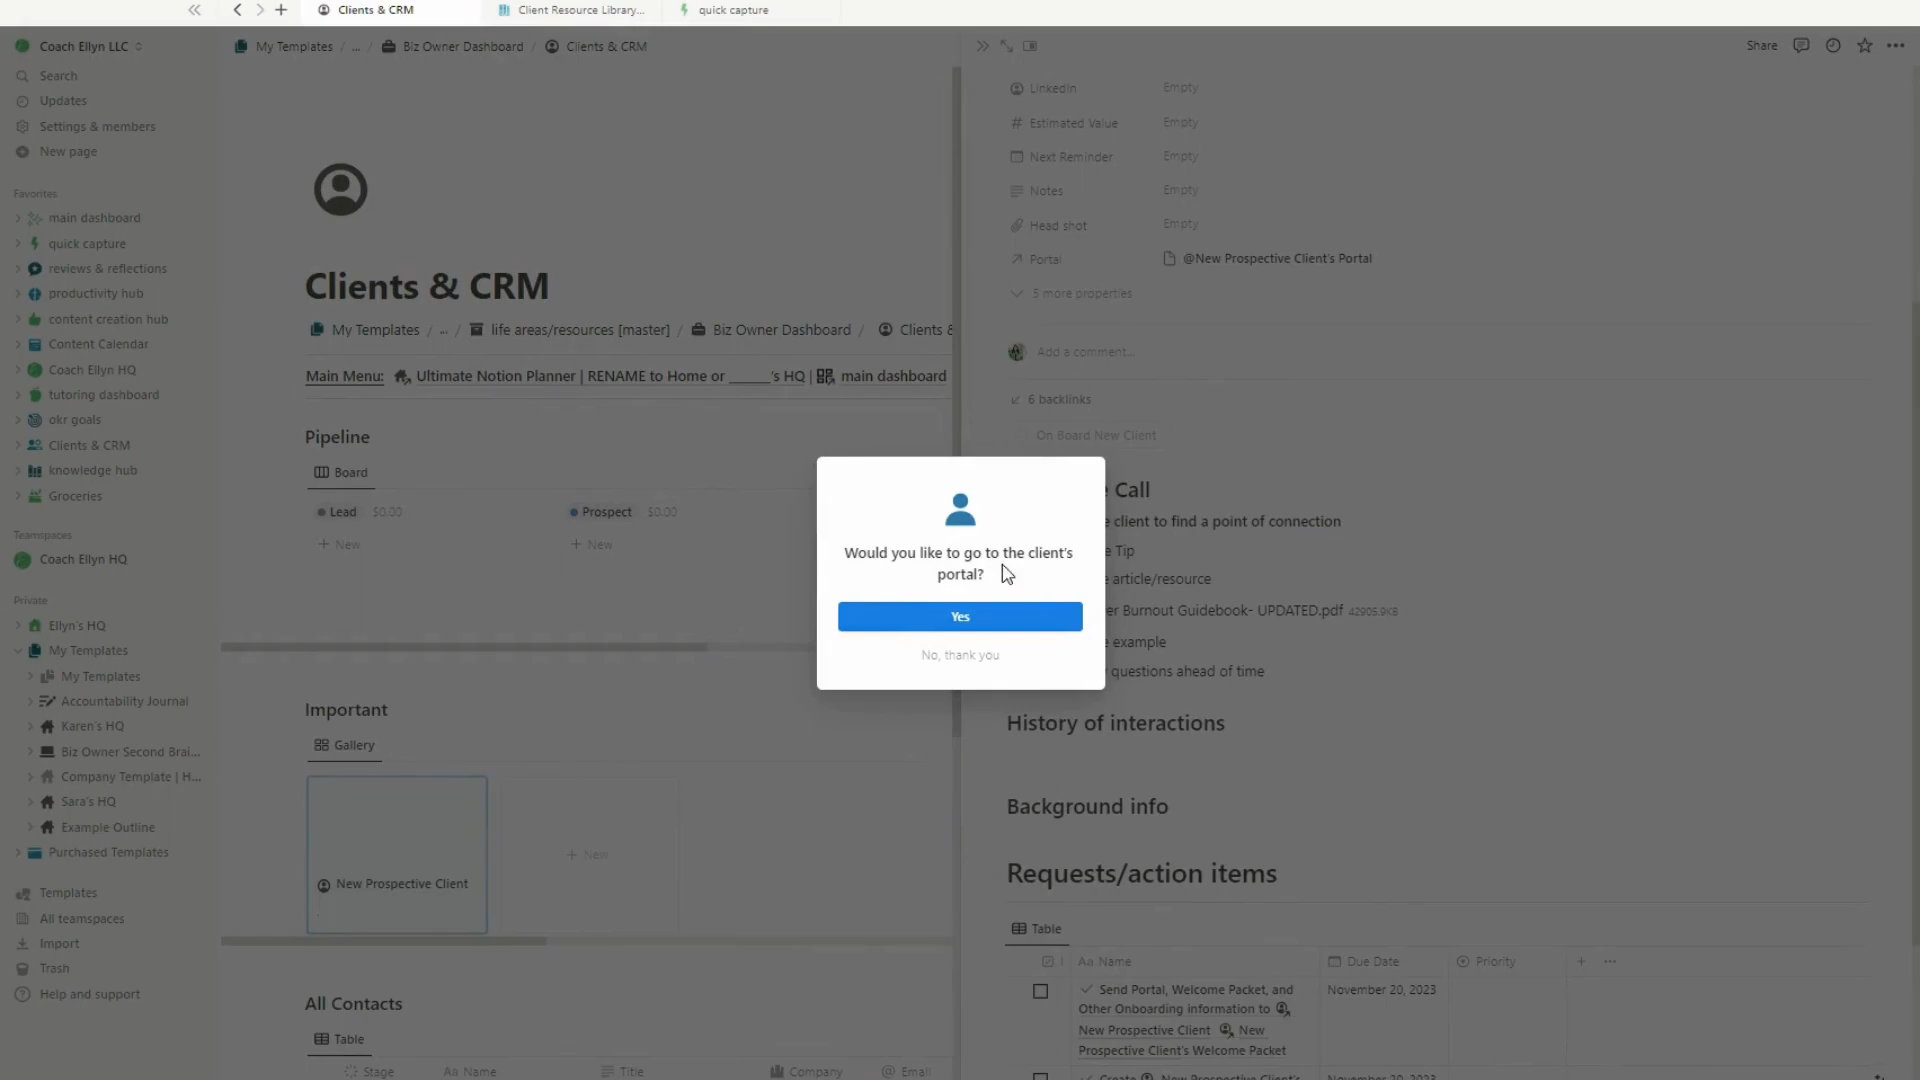 Clients & CRM
Client Resource Library...
quick capture
Coach Ellyn LLC
My Templates / ... / Biz Owner Dashboard / Clients & CRM
Share
Search
Updates
Settings & members
New page
Favorites
main dashboard
quick capture
reviews & reflections
productivity hub
content creation hub
Content Calendar
Coach Ellyn HQ
tutoring dashboard
okr goals
Clients & CRM
knowledge hub
Groceries
Teamspaces
Coach Ellyn HQ
Private
Ellyn's HQ
My Templates
My Templates
Accountability Journal
Karen's HQ
Biz Owner Second Brai...
Company Template | H...
Sara's HQ
Example Outline
Purchased Templates
Templates
All teamspaces
Import
Trash
Help and support
Clients & CRM
My Templates / ... / life areas/resources [master] / Biz Owner Dashboard / Clients &
Main Menu: Ultimate Notion Planner | RENAME to Home or ______'s HQ | main dashboard
Pipeline
Board
Lead $0.00
Prospect $0.00
+ New
+ New
Important
Gallery
New Prospective Client
+ New
All Contacts
Table
Stage
Aa Name
Title
Company
@ Email
LinkedIn Empty
# Estimated Value Empty
Next Reminder Empty
Notes Empty
Head shot Empty
Portal @New Prospective Client's Portal
5 more properties
Add a comment...
6 backlinks
On Board New Client
Would you like to go to the client's
portal?
Yes
No, thank you
Call
client to find a point of connection
Tip
article/resource
Burnout Guidebook- UPDATED.pdf 42905.9KB
example
questions ahead of time
History of interactions
Background info
Requests/action items
Table
Aa Name
Due Date
Priority
Send Portal, Welcome Packet, and
Other Onboarding information to
New Prospective Client New
Prospective Client's Welcome Packet
November 20, 2023
Create New Prospective Client's
November 20, 2023